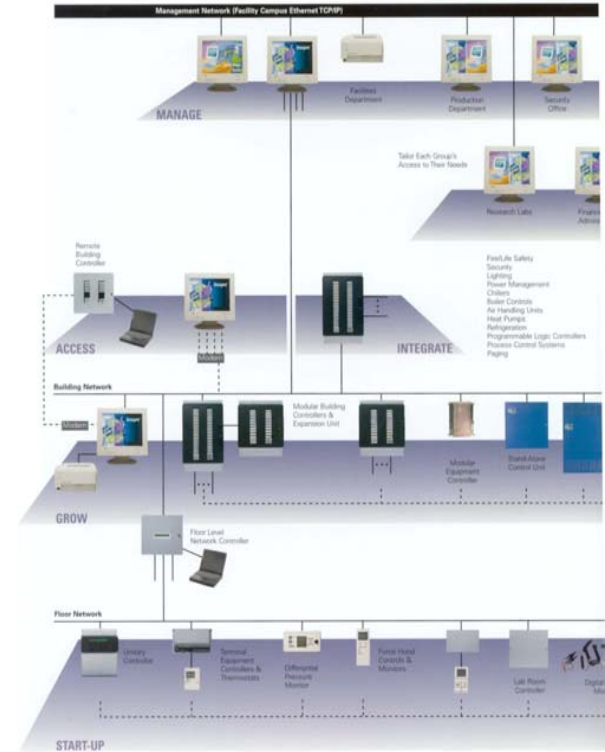 Management Network (Facility Campus Ethernet TCP/IP)
Facilities
Department
Production
Department
Security
Office
MANAGE
Tailor Each Group's
Access to Their Needs
Research Labs
Finance
Remote
Building
Controller
Fire/Life Safety
Security
Lighting
Power Management
Chillers
Boiler Controls
Air Handling Units
Heat Pumps
Refrigeration
Programmable Logic Controllers
Process Control Systems
Paging
Modem
ACCESS
INTEGRATE
Building Network
Modem
Modular Building
Controllers &
Expansion Unit
Modular
Equipment
Controller
Stand-Alone
Control Unit
GROW
Floor Level
Network Controller
Floor Network
Unitary
Controller
Terminal
Equipment
Controllers &
Thermostats
Differential
Pressure
Monitor
Fume Hood
Controls &
Monitors
Lab Room
Controller
Digital
START-UP